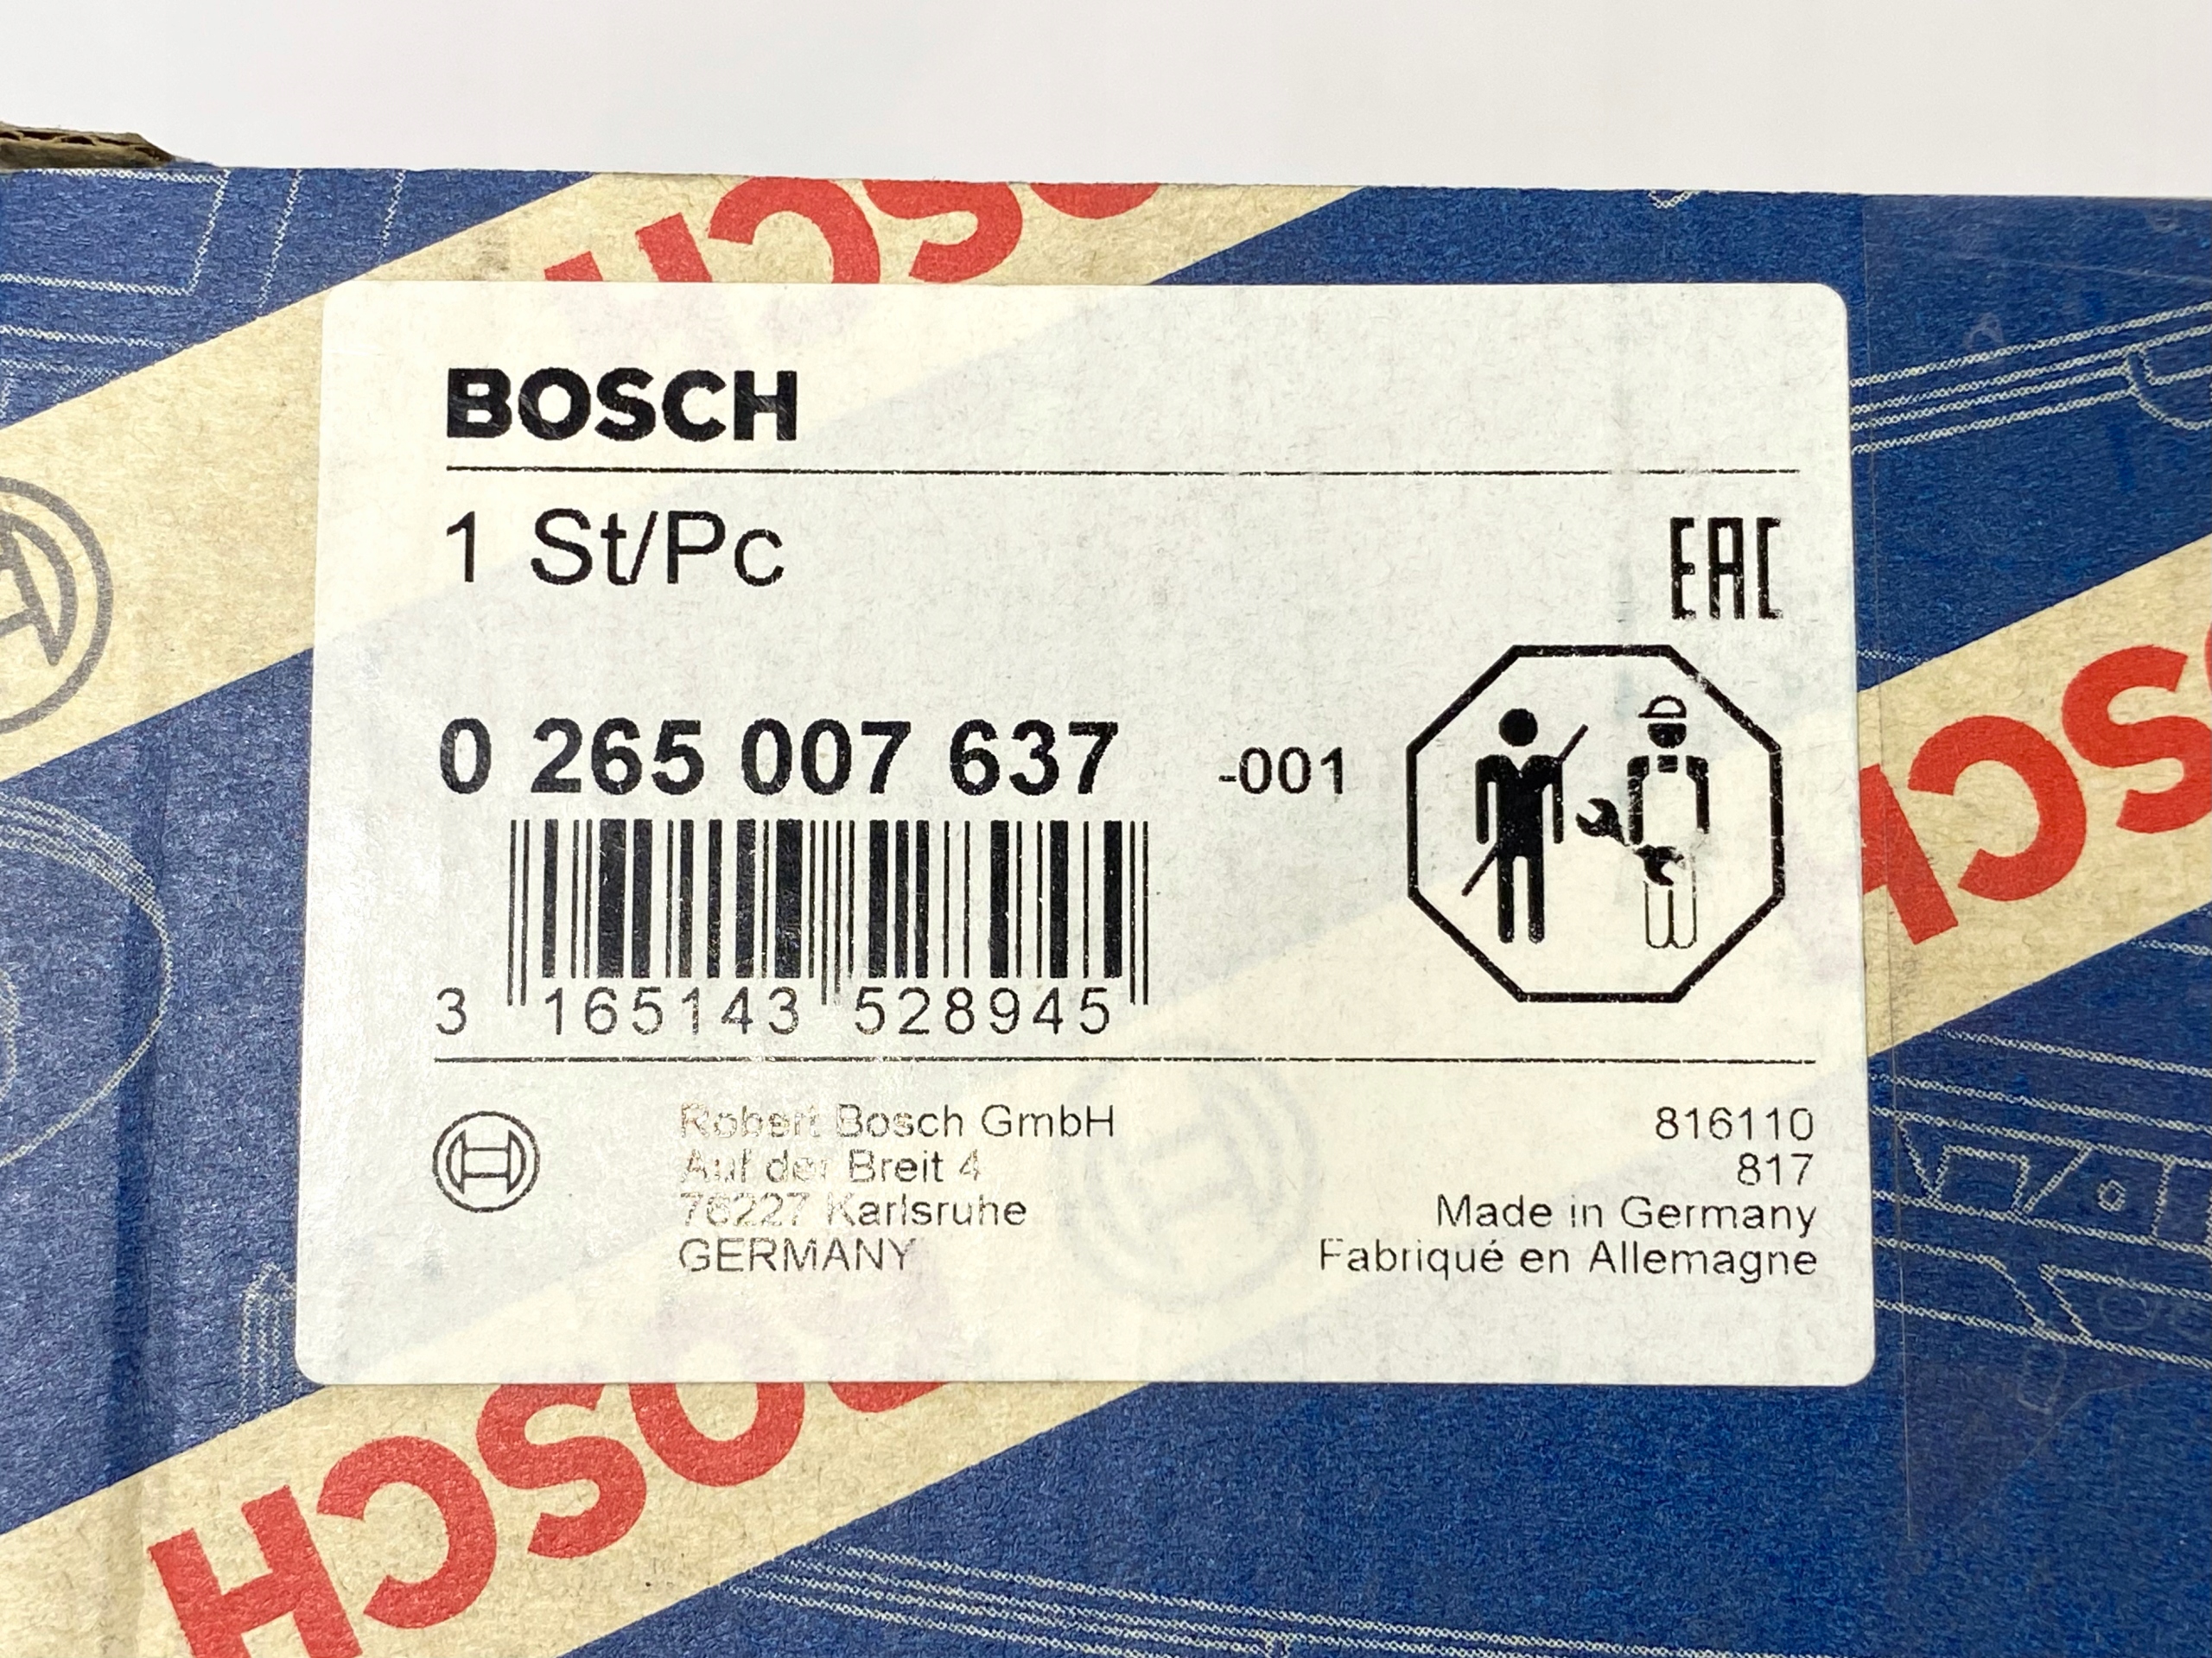 BOSCH
BOSCH
1 St/Pc
EAC
0 265 007 637 -001
3 165143 528945
Robert Bosch GmbH
Auf der Breit 4
76227 Karlsruhe
GERMANY
816110
817
Made in Germany
Fabriqué en Allemagne
BOSCH
BOSCH